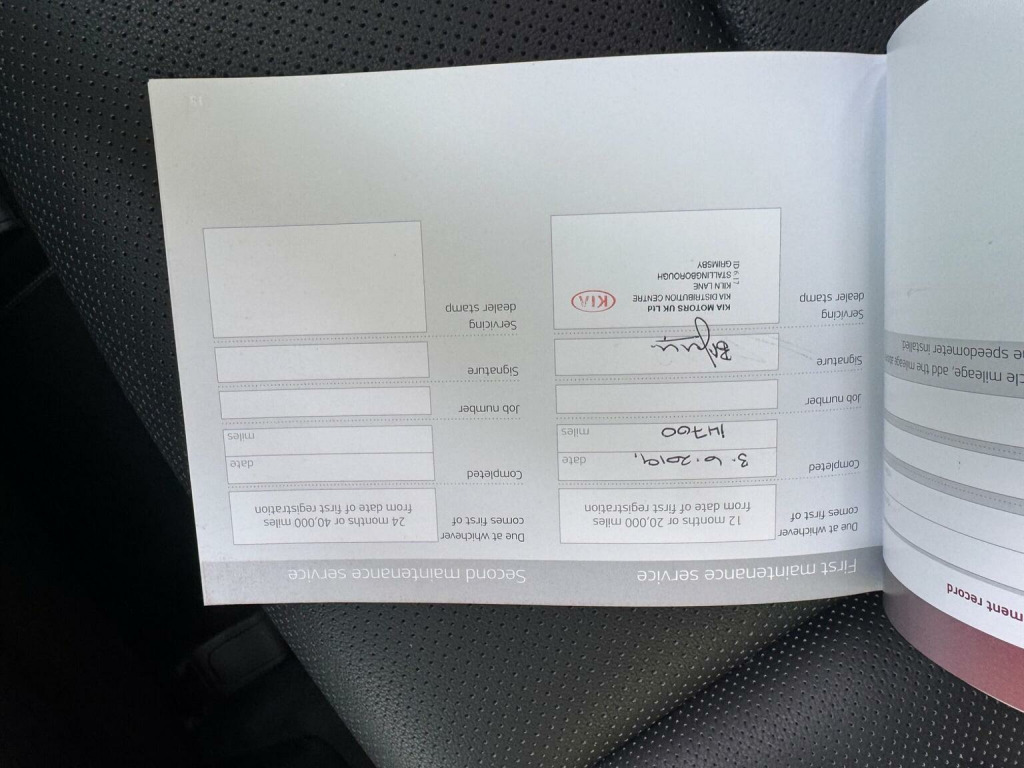 First maintenance service
Due at whichever
comes first of
12 months or 20,000 miles
from date of first registration
Completed
3.6.2019,
date
14700
miles
Job number
Signature
Servicing
dealer stamp
KIA MOTORS UK Ltd
KIA DISTRIBUTION CENTRE
KILN LANE
STALLINGBOROUGH
GRIMSBY
ID 617
KIA
Second maintenance service
Due at whichever
comes first of
24 months or 40,000 miles
from date of first registration
Completed
date
miles
Job number
Signature
Servicing
dealer stamp
ment record
cle mileage, add the mileage
e speedometer installed